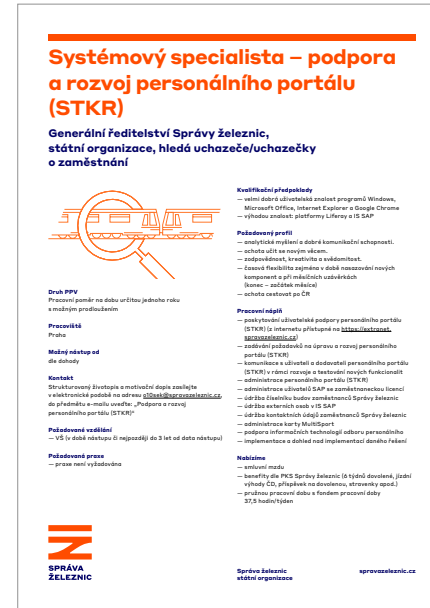 Systémový specialista – podpora
a rozvoj personálního portálu
(STKR)
Generální ředitelství Správy železnic,
státní organizace, hledá uchazeče/uchazečky
o zaměstnání
Druh PPV
Pracovní poměr na dobu určitou jednoho roku
s možným prodloužením
Pracoviště
Praha
Možný nástup od
dle dohody
Kontakt
Strukturovaný životopis a motivační dopis zasílejte
v elektronické podobě na adresu o10sek@spravazeleznic.cz,
do předmětu e-mailu uveďte: „Podpora a rozvoj
personálního portálu (STKR)“
Požadované vzdělání
— VŠ (v době nástupu či nejpozději do 3 let od data nástupu)
Požadovaná praxe
— praxe není vyžadována
Kvalifikační předpoklady
— velmi dobrá uživatelská znalost programů Windows,
Microsoft Office, Internet Explorer a Google Chrome
— výhodou znalost: platformy Liferay a IS SAP
Požadovaný profil
— analytické myšlení a dobré komunikační schopnosti.
— ochota učit se novým věcem.
— zodpovědnost, kreativita a svědomitost.
— časová flexibilita zejména v době nasazování nových
komponent a při měsíčních uzávěrkách
(konec – začátek měsíce)
— ochota cestovat po ČR
Pracovní náplň
— poskytování uživatelské podpory personálního portálu
(STKR) (z internetu přístupné na https://extranet.
spravazeleznic.cz)
— zadávání požadavků na úpravu a rozvoj personálního
portálu (STKR)
— komunikace s uživateli a dodavateli personálního portálu
(STKR) v rámci rozvoje a testování nových funkcionalit
— administrace personálního portálu (STKR)
— administrace uživatelů SAP se zaměstnaneckou licencí
— údržba číselníku budov zaměstnanců Správy železnic
— údržba externích osob v IS SAP
— údržba kontaktních údajů zaměstnanců Správy železnic
— administrace karty MultiSport
— podpora informačních technologií odboru personálního
— implementace a dohled nad implementací daného řešení
Nabízíme
— smluvní mzdu
— benefity dle PKS Správy železnic (6 týdnů dovolené, jízdní
výhody ČD, příspěvek na dovolenou, stravenky apod.)
— pružnou pracovní dobu s fondem pracovní doby
37,5 hodin/týden
SPRÁVA
ŽELEZNIC
Správa železnic
státní organizace
spravazeleznic.cz